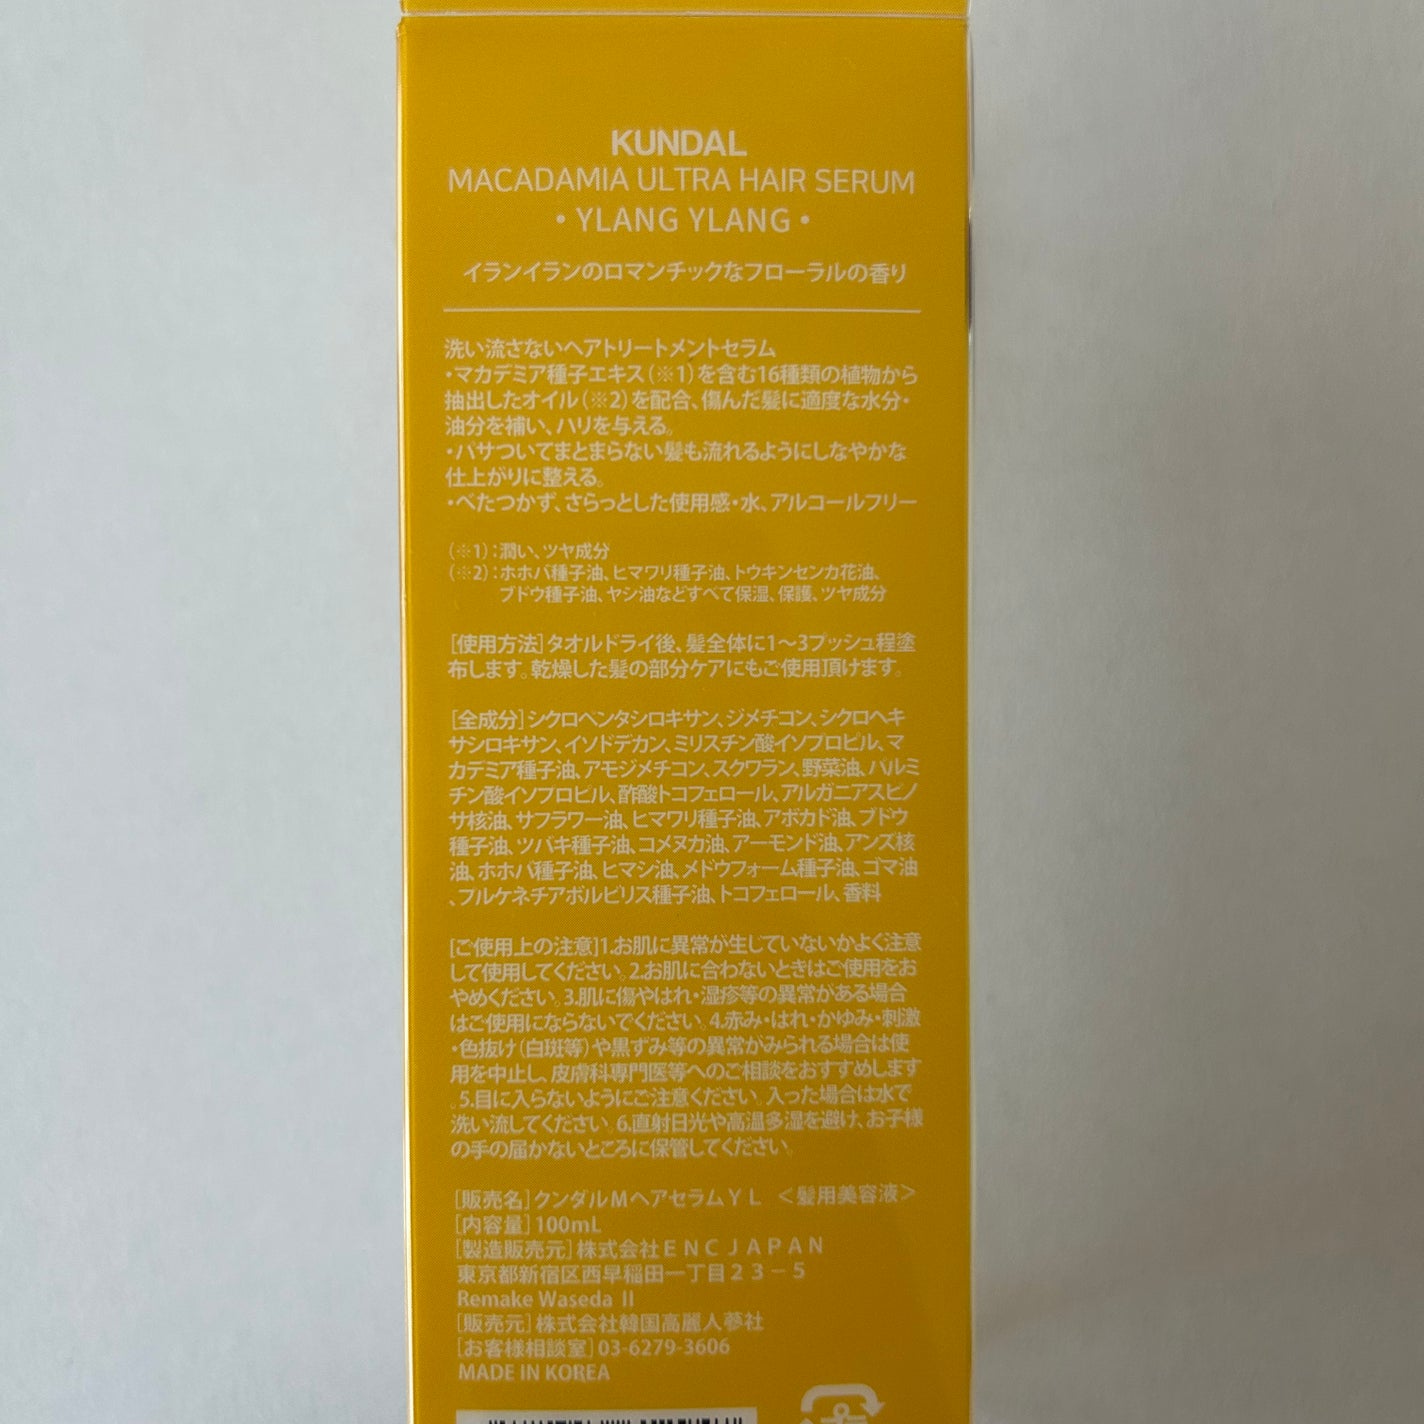 KUNDAL
MACADAMIA ULTRA HAIR SERUM
• YLANG YLANG •
イランイランのロマンチックなフローラルの香り
洗い流さないヘアトリートメントセラム
・マカデミア種子エキス(※1)を含む16種類の植物から
抽出したオイル(※2)を配合、傷んだ髪に適度な水分・
油分を補い、ハリを与える。
・パサついてまとまらない髪も流れるようにしなやかな
仕上がりに整える。
・べたつかず、さらっとした使用感・水、アルコールフリー
(※1):潤い、ツヤ成分
(※2):ホホバ種子油、ヒマワリ種子油、トウキンセンカ花油、
ブドウ種子油、ヤシ油などすべて保湿、保護、ツヤ成分
[使用方法]タオルドライ後、髪全体に1〜3プッシュ程塗
布します。乾燥した髪の部分ケアにもご使用頂けます。
[全成分]シクロペンタシロキサン、ジメチコン、シクロヘキ
サシロキサン、イソドデカン、ミリスチン酸イソプロピル、マ
カデミア種子油、アモジメチコン、スクワラン、野菜油、パルミ
チン酸イソプロピル、酢酸トコフェロール、アルガニアスピノ
サ核油、サフラワー油、ヒマワリ種子油、アボカド油、ブドウ
種子油、ツバキ種子油、コメヌカ油、アーモンド油、アンズ核
油、ホホバ種子油、ヒマシ油、メドウフォーム種子油、ゴマ油
、プルケネチアボルビリス種子油、トコフェロール、香料
[ご使用上の注意]1.お肌に異常が生じていないかよく注意
して使用してください。2.お肌に合わないときはご使用をお
やめください。3.肌に傷やはれ・湿疹等の異常がある場合
はご使用にならないでください。4.赤み・はれ・かゆみ・刺激
・色抜け(白斑等)や黒ずみ等の異常がみられる場合は使
用を中止し、皮膚科専門医等へのご相談をおすすめします
。5.目に入らないようにご注意ください。入った場合は水で
洗い流してください。6.直射日光や高温多湿を避け、お子様
の手の届かないところに保管してください。
[販売名]クンダルMヘアセラムYL <髪用美容液>
[内容量]100mL
[製造販売元]株式会社ENC JAPAN
東京都新宿区西早稲田一丁目23-5
Remake Waseda II
[販売元]株式会社韓国高麗人蔘社
[お客様相談室]03-6279-3606
MADE IN KOREA